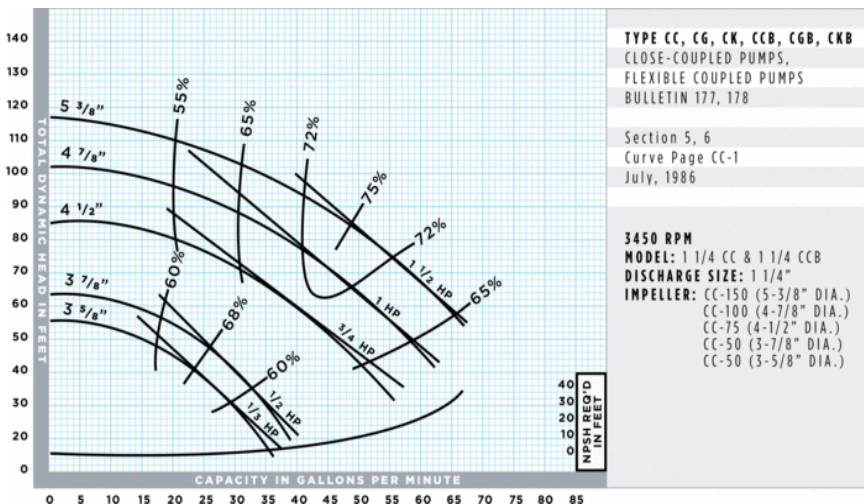 140
130
120
110
100
90
80
70
60
50
40
30
20
10
0
TOTAL DYNAMIC HEAD IN FEET
5 3/8"
4 7/8"
4 1/2"
3 7/8"
3 5/8"
55%
65%
72%
75%
72%
65%
60%
68%
60%
1 1/2 HP
1 HP
3/4 HP
1/2 HP
1/3 HP
40
30
20
10
0
NPSH REQ'D
IN FEET
CAPACITY IN GALLONS PER MINUTE
0 5 10 15 20 25 30 35 40 45 50 55 60 65 70 75 80 85
TYPE CC, CG, CK, CCB, CGB, CKB
CLOSE-COUPLED PUMPS,
FLEXIBLE COUPLED PUMPS
BULLETIN 177, 178
Section 5, 6
Curve Page CC-1
July, 1986
3450 RPM
MODEL: 1 1/4 CC & 1 1/4 CCB
DISCHARGE SIZE: 1 1/4"
IMPELLER: CC-150 (5-3/8" DIA.)
CC-100 (4-7/8" DIA.)
CC-75 (4-1/2" DIA.)
CC-50 (3-7/8" DIA.)
CC-50 (3-5/8" DIA.)